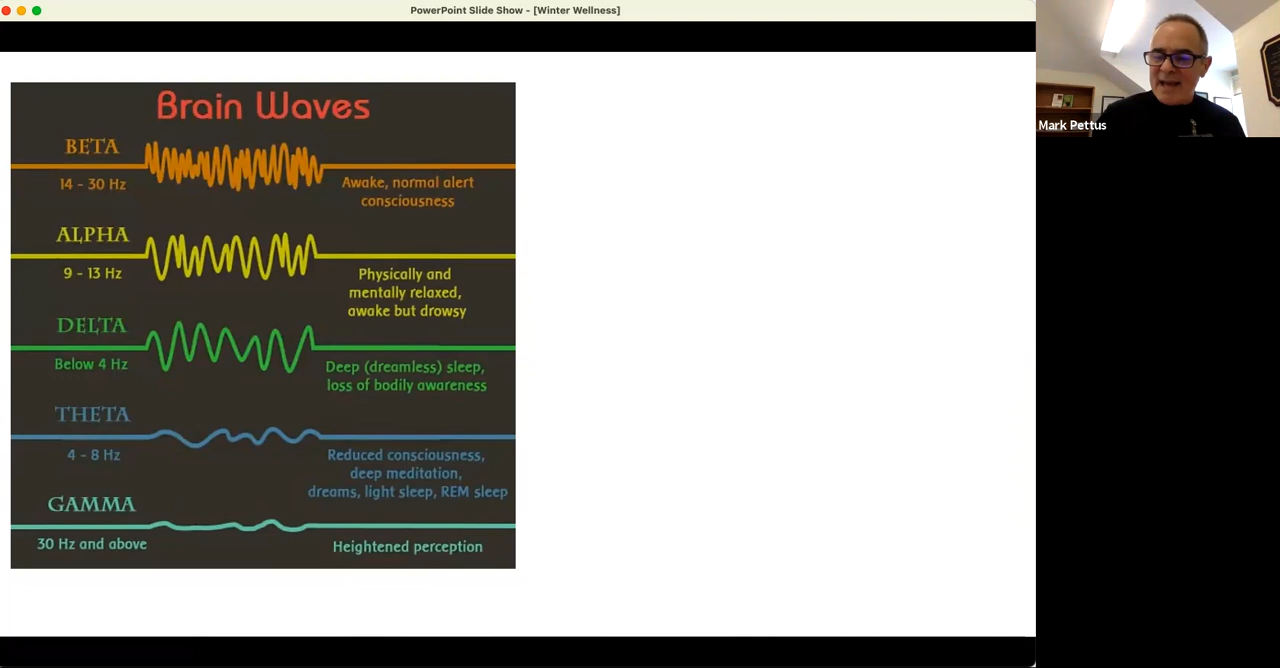 PowerPoint Slide Show - [Winter Wellness]
Mark Pettus
Brain Waves
BETA
14 - 30 Hz
Awake, normal alert
consciousness
ALPHA
9 - 13 Hz
Physically and
mentally relaxed,
awake but drowsy
DELTA
Below 4 Hz
Deep (dreamless) sleep,
loss of bodily awareness
THETA
4 - 8 Hz
Reduced consciousness,
deep meditation,
dreams, light sleep, REM sleep
GAMMA
30 Hz and above
Heightened perception